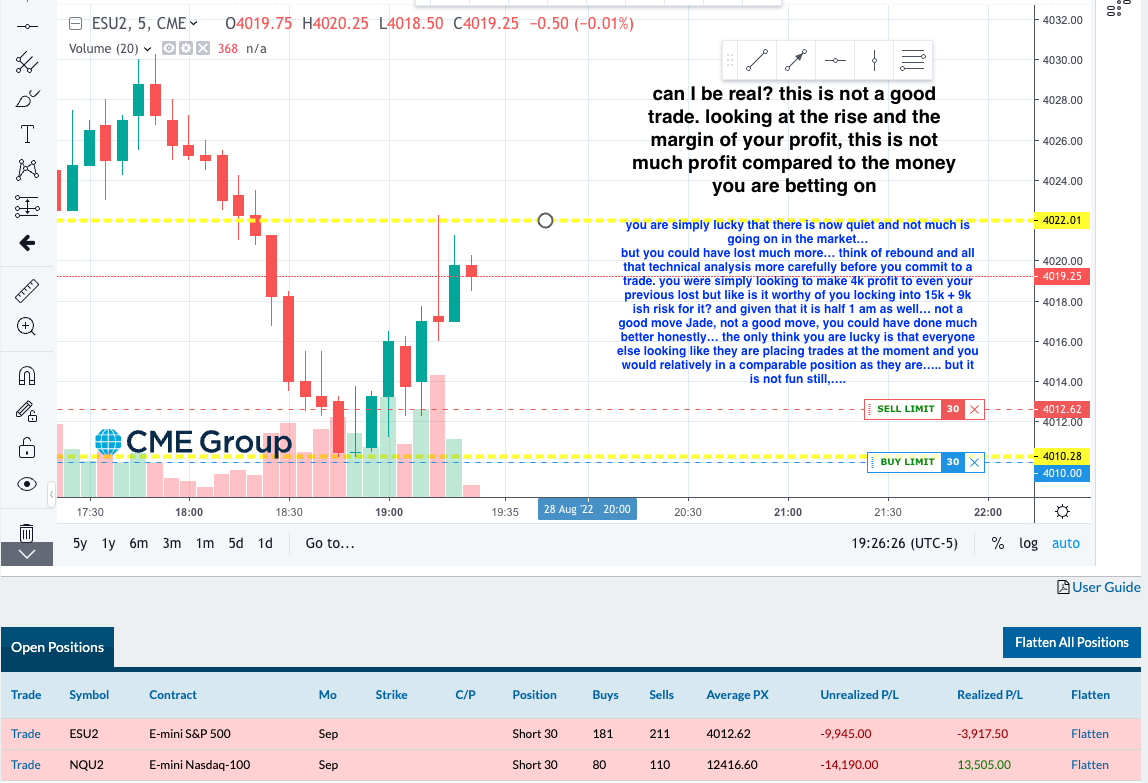 ESU2, 5, CME O4019.75 H4020.25 L4018.50 C4019.25 −0.50 (−0.01%)
Volume (20) 368 n/a
can I be real? this is not a good
trade. looking at the rise and the
margin of your profit, this is not
much profit compared to the money
you are betting on
you are simply lucky that there is now quiet and not much is
going on in the market...
but you could have lost much more... think of rebound and all
that technical analysis more carefully before you commit to a
trade. you were simply looking to make 4k profit to even your
previous lost but like is it worthy of you locking into 15k + 9k
ish risk for it? and given that it is half 1 am as well... not a
good move Jade, not a good move, you could have done much
better honestly... the only think you are lucky is that everyone
else looking like they are placing trades at the moment and you
would relatively in a comparable position as they are..... but it
is not fun still,....
4032.00
4030.00
4028.00
4026.00
4024.00
4022.01
4020.00
4019.25
4018.00
4016.00
4014.00
SELL LIMIT 30 4012.62
4012.00
CME Group
4010.28
BUY LIMIT 30 4010.00
17:30 18:00 18:30 19:00 19:35 28 Aug '22 20:00 20:30 21:00 21:30 22:00
5y 1y 6m 3m 1m 5d 1d Go to... 19:26:26 (UTC-5) % log auto
User Guide
Open Positions Flatten All Positions
Trade Symbol Contract Mo Strike C/P Position Buys Sells Average PX Unrealized P/L Realized P/L Flatten
Trade ESU2 E-mini S&P 500 Sep Short 30 181 211 4012.62 -9,945.00 -3,917.50 Flatten
Trade NQU2 E-mini Nasdaq-100 Sep Short 30 80 110 12416.60 -14,190.00 13,505.00 Flatten